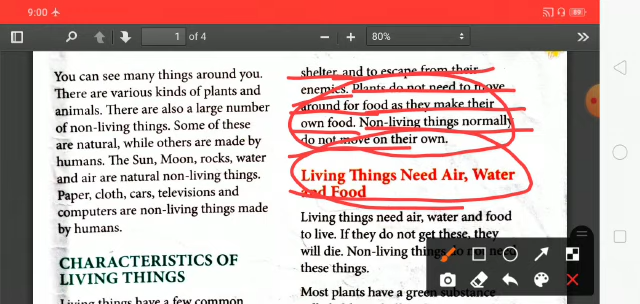 9:00
1 of 4
80%
You can see many things around you.
There are various kinds of plants and
animals. There are also a large number
of non-living things. Some of these
are natural, while others are made by
humans. The Sun, Moon, rocks, water
and air are natural non-living things.
Paper, cloth, cars, televisions and
computers are non-living things made
by humans.
CHARACTERISTICS OF
LIVING THINGS
Living things have a few common
shelter, and to escape from their
enemies. Plants do not need to move
around for food as they make their
own food. Non-living things normally
do not move on their own.
Living Things Need Air, Water
and Food
Living things need air, water and food
to live. If they do not get these, they
will die. Non-living things do not need
these things.
Most plants have a green substance